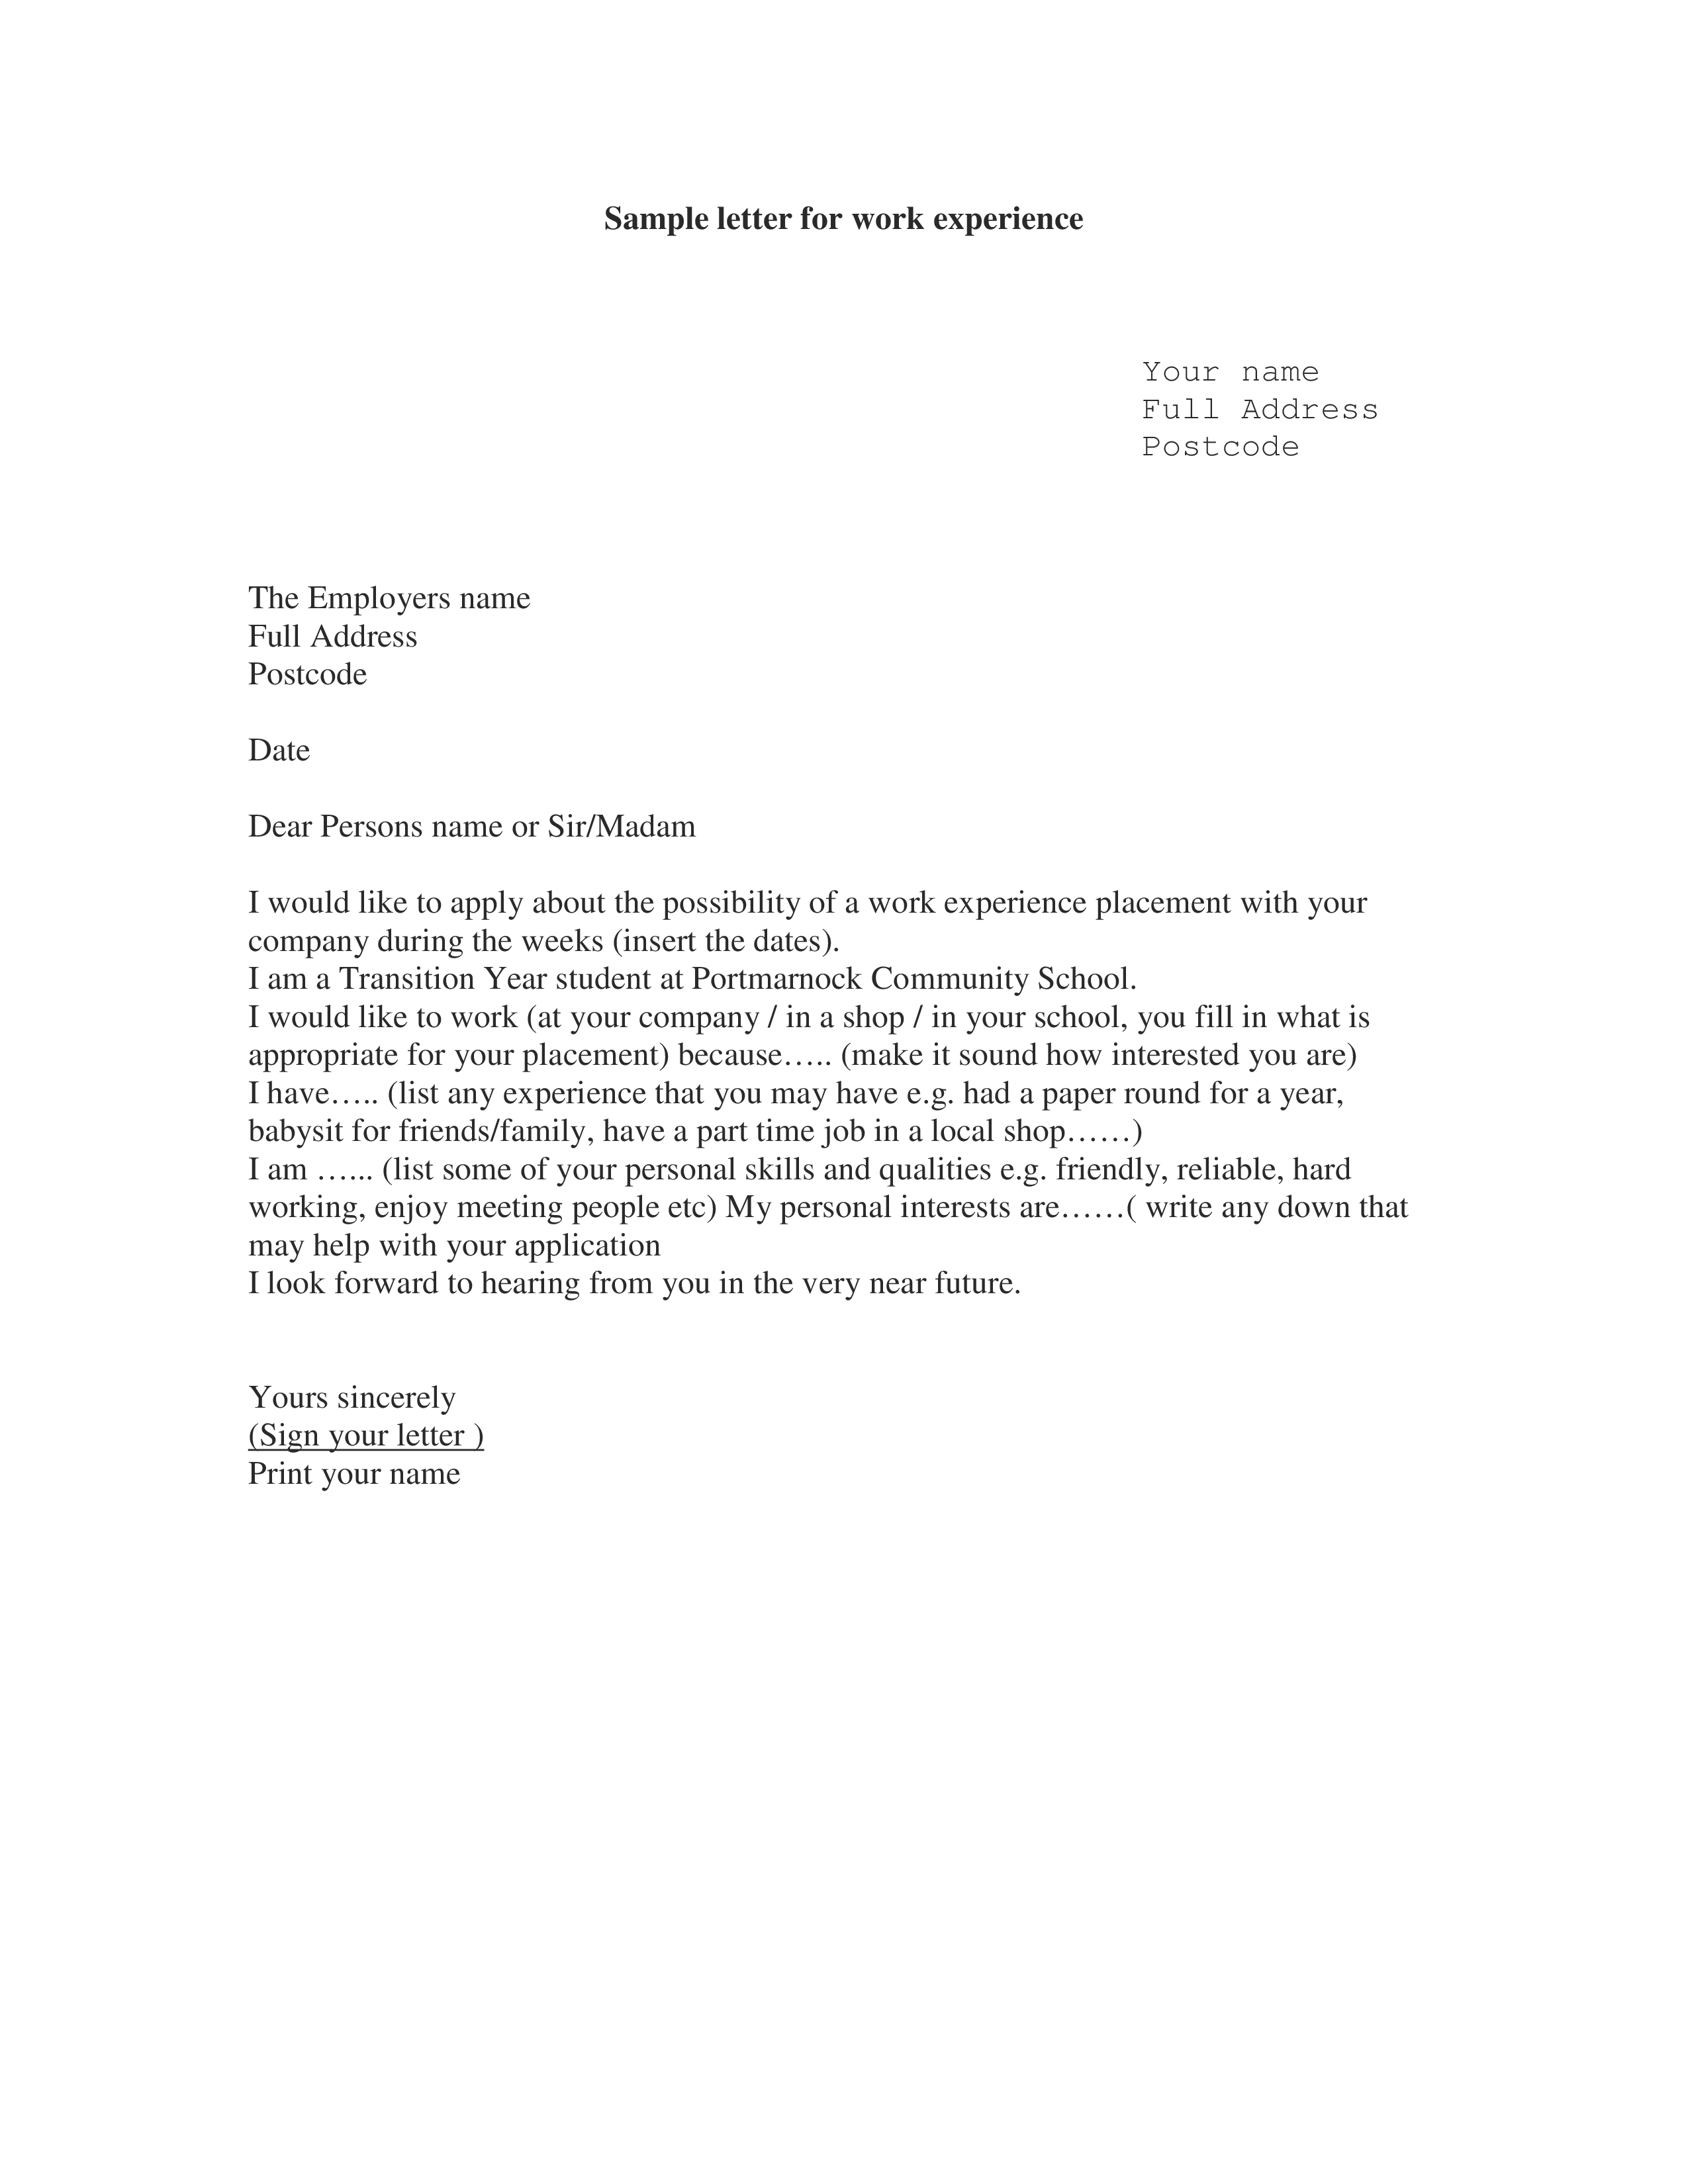 Sample letter for work experience
Your name
Full Address
Postcode
The Employers name
Full Address
Postcode
Date
Dear Persons name or Sir/Madam
I would like to apply about the possibility of a work experience placement with your
company during the weeks (insert the dates).
I am a Transition Year student at Portmarnock Community School.
I would like to work (at your company / in a shop / in your school, you fill in what is
appropriate for your placement) because….. (make it sound how interested you are)
I have….. (list any experience that you may have e.g. had a paper round for a year,
babysit for friends/family, have a part time job in a local shop……)
I am …... (list some of your personal skills and qualities e.g. friendly, reliable, hard
working, enjoy meeting people etc) My personal interests are……( write any down that
may help with your application
I look forward to hearing from you in the very near future.
Yours sincerely
(Sign your letter )
Print your name